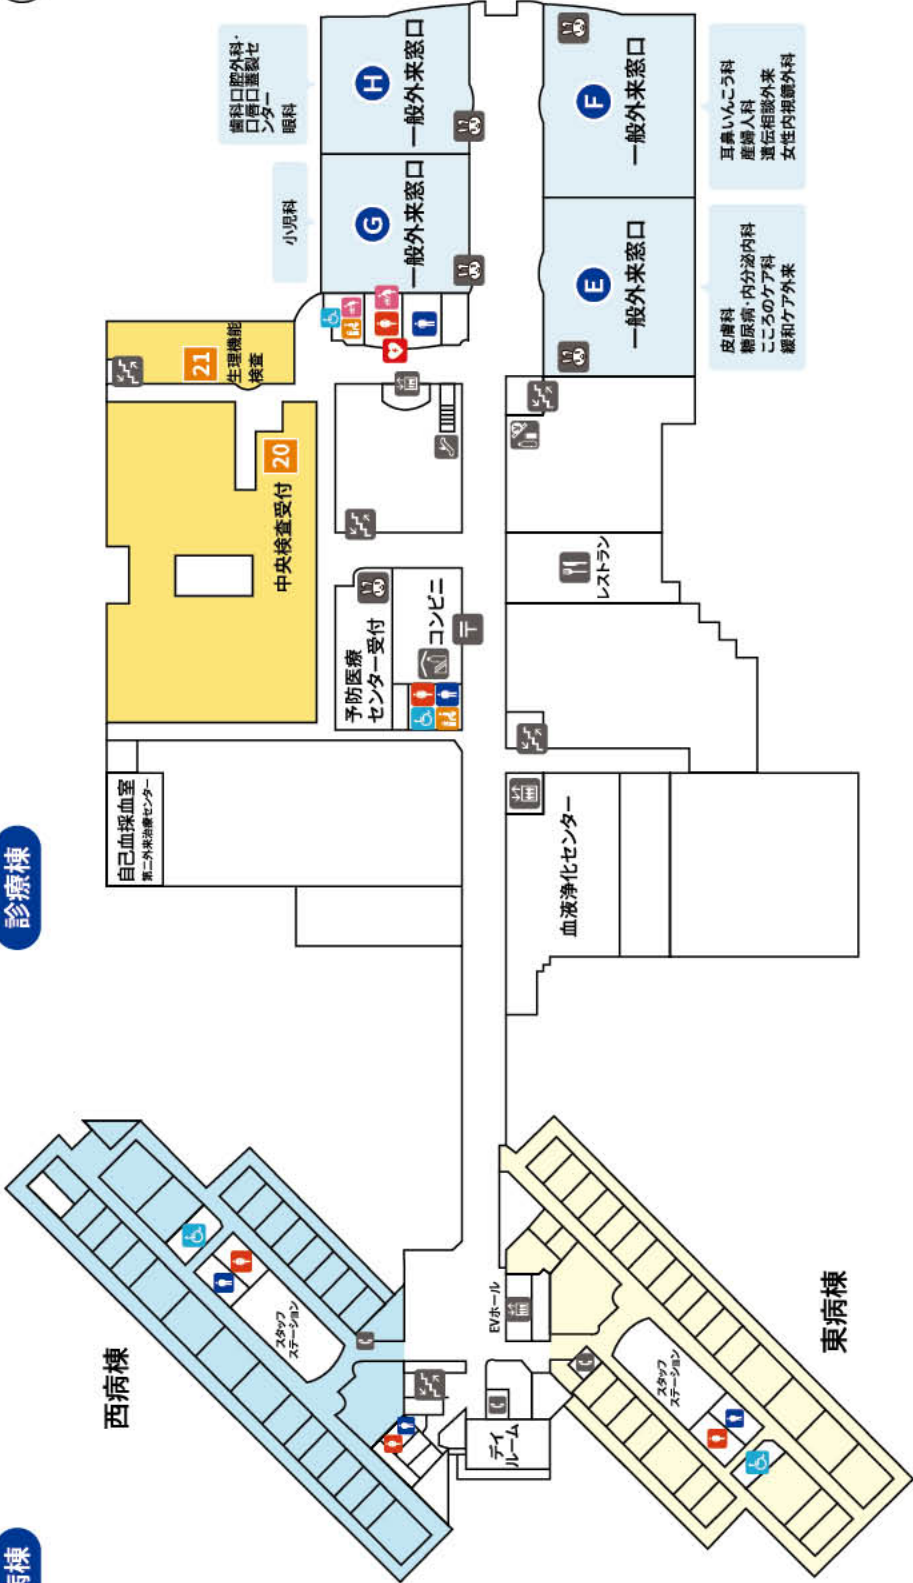 診療棟
病棟
歯科口腔外科・
口唇口蓋裂セ
ンター
眼科
H
一般外来窓口
小児科
G
一般外来窓口
F
一般外来窓口
耳鼻いんこう科
産婦人科
遺伝相談外来
女性内視鏡外科
E
一般外来窓口
皮膚科
糖尿病・内分泌内科
こころのケア科
緩和ケア外来
21
生理機能
検査
20
中央検査受付
予防医療
センター受付
コンビニ
〒
レストラン
自己血採血室
第二外来治療センター
血液浄化センター
西病棟
スタッフ
ステーション
EVホール
デイ
ルーム
スタッフ
ステーション
東病棟